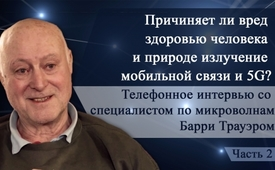 Причиняет ли вред
здоровью человека
и природе излучение
мобильной связи и 5G?
Телефонное интервью со
специалистом по микроволнам
Барри Трауэром
Часть 2